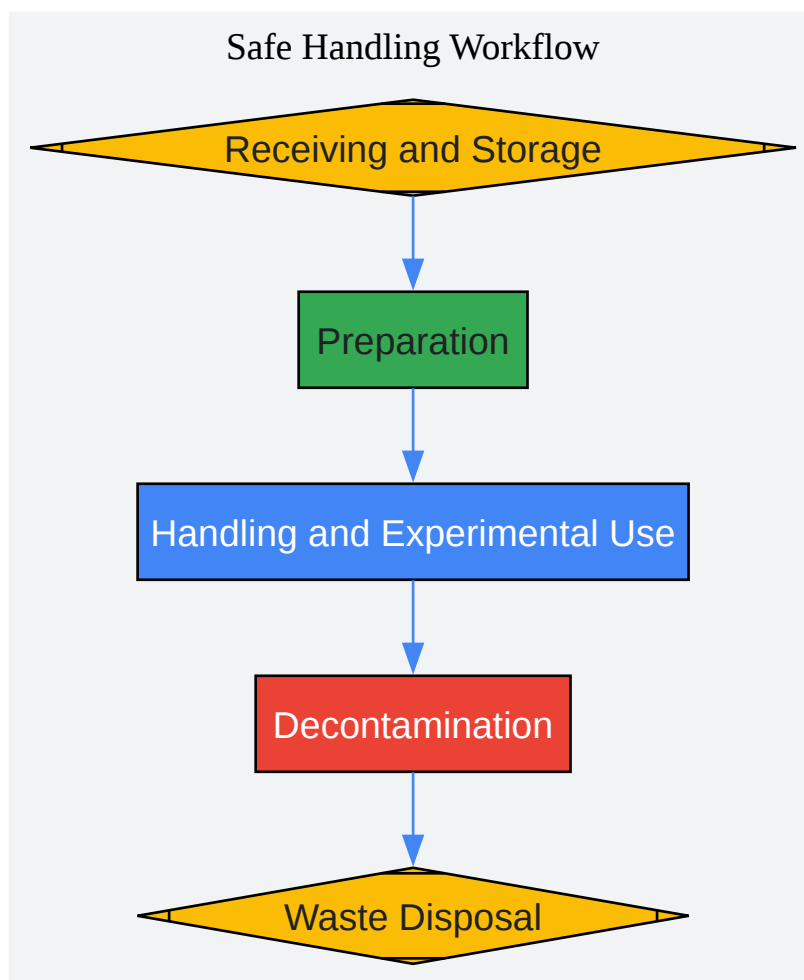 Safe Handling Workflow
Receiving and Storage
Preparation
Handling and Experimental Use
Decontamination
Waste Disposal